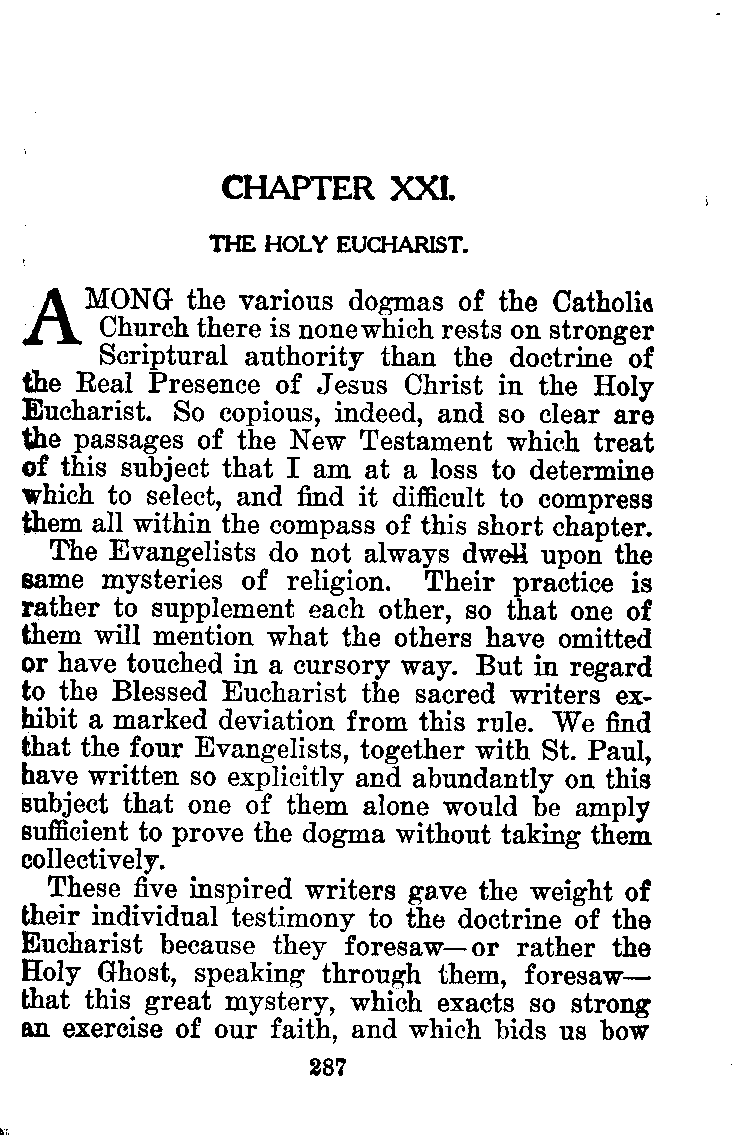 CHAPTER XXI.
THE HOLY EUCHARIST.
AMONG the various dogmas of the Catholic
Church there is none which rests on stronger
Scriptural authority than the doctrine of
the Real Presence of Jesus Christ in the Holy
Eucharist. So copious, indeed, and so clear are
the passages of the New Testament which treat
of this subject that I am at a loss to determine
which to select, and find it difficult to compress
them all within the compass of this short chapter.
The Evangelists do not always dwell upon the
same mysteries of religion. Their practice is
rather to supplement each other, so that one of
them will mention what the others have omitted
or have touched in a cursory way. But in regard
to the Blessed Eucharist the sacred writers ex-
hibit a marked deviation from this rule. We find
that the four Evangelists, together with St. Paul,
have written so explicitly and abundantly on this
subject that one of them alone would be amply
sufficient to prove the dogma without taking them
collectively.
These five inspired writers gave the weight of
their individual testimony to the doctrine of the
Eucharist because they foresaw—or rather the
Holy Ghost, speaking through them, foresaw—
that this great mystery, which exacts so strong
an exercise of our faith, and which bids us bow
287